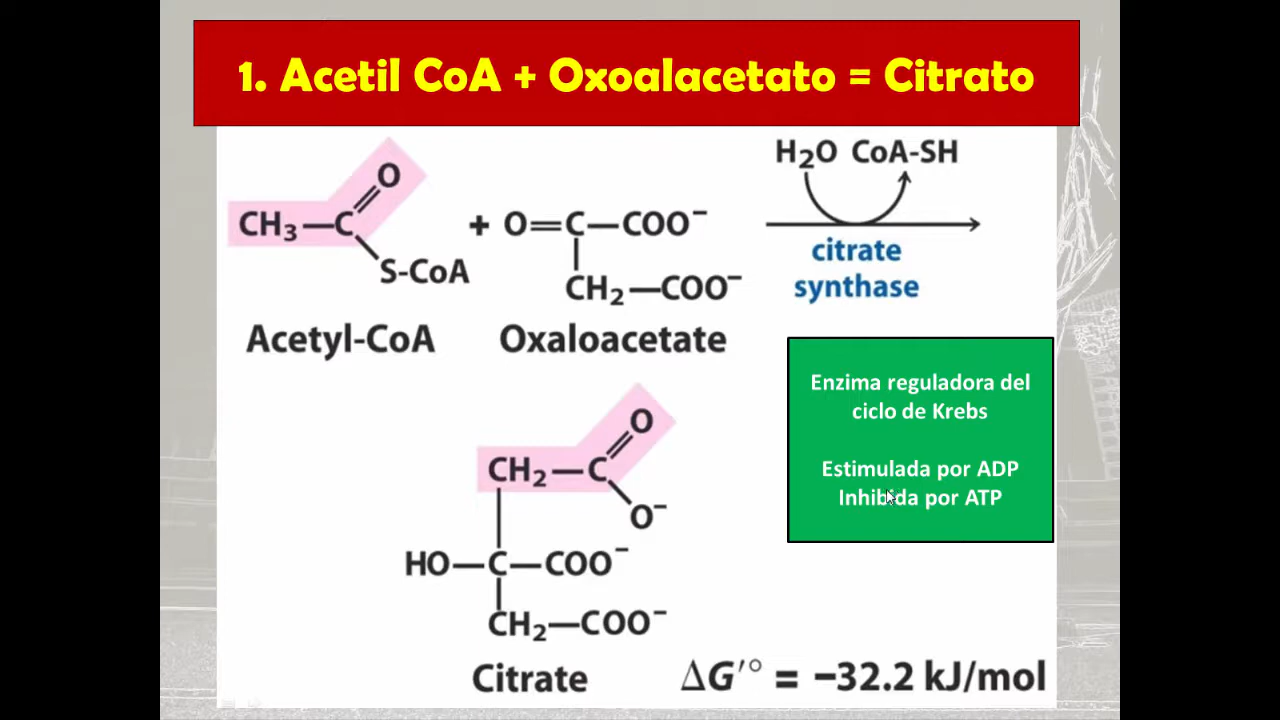 1. Acetil CoA + Oxoalacetato = Citrato
H₂O CoA-SH
O
CH₃—C
S-CoA
+ O=C—COO⁻
CH₂—COO⁻
citrate
synthase
Acetyl-CoA
Oxaloacetate
Enzima reguladora del
ciclo de Krebs
Estimulada por ADP
Inhibida por ATP
O
CH₂—C
O⁻
HO—C—COO⁻
CH₂—COO⁻
Citrate
ΔG′° = −32.2 kJ/mol